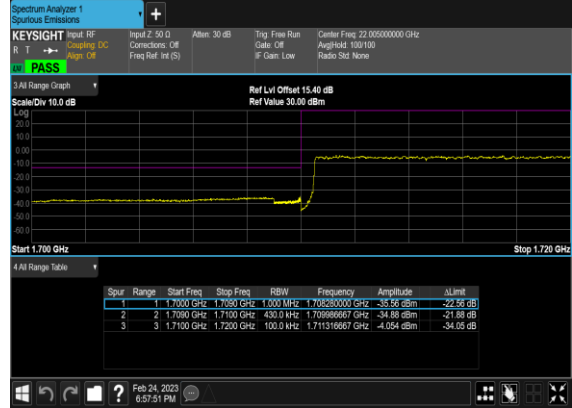 Spectrum Analyzer 1
Spurious Emissions
+
KEYSIGHT Input: RF
R T Coupling: DC
Align: Off
LW PASS
Input Z: 50 Ω
Corrections: Off
Freq Ref: Int (S)
Atten: 30 dB
Trig: Free Run
Gate: Off
IF Gain: Low
Center Freq: 22.005000000 GHz
Avg|Hold: 100/100
Radio Std: None
3 All Range Graph
Ref Lvl Offset 15.40 dB
Scale/Div 10.0 dB
Ref Value 30.00 dBm
Log
20.0
10.0
0.00
-10.0
-20.0
-30.0
-40.0
-50.0
-60.0
Start 1.700 GHz
Stop 1.720 GHz
4 All Range Table
Spur Range Start Freq Stop Freq RBW Frequency Amplitude ΔLimit
1 1 1.7000 GHz 1.7090 GHz 1.000 MHz 1.708280000 GHz -35.56 dBm -22.56 dB
2 2 1.7090 GHz 1.7100 GHz 430.0 kHz 1.709986667 GHz -34.88 dBm -21.88 dB
3 3 1.7100 GHz 1.7200 GHz 100.0 kHz 1.711316667 GHz -4.054 dBm -34.05 dB
?
Feb 24, 2023
6:57:51 PM